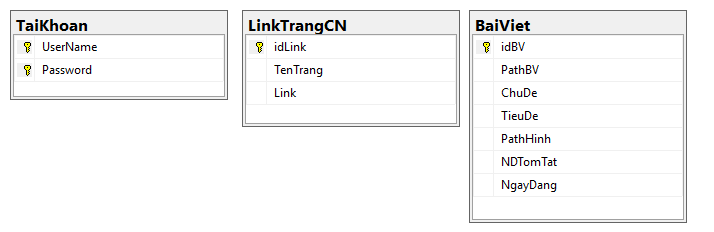 TaiKhoan
UserName
Password
LinkTrangCN
idLink
TenTrang
Link
BaiViet
idBV
PathBV
ChuDe
TieuDe
PathHinh
NDTomTat
NgayDang